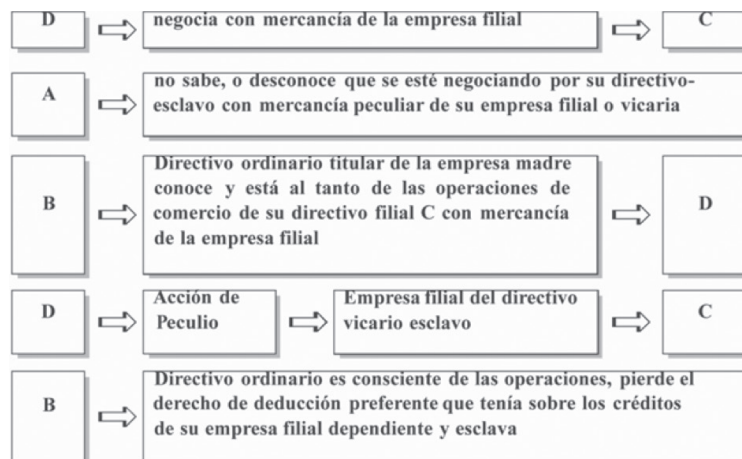 D negocia con mercancía de la empresa filial C
A no sabe, o desconoce que se esté negociando por su directivo-
esclavo con mercancía peculiar de su empresa filial o vicaria
Directivo ordinario titular de la empresa madre
B conoce y está al tanto de las operaciones de D
comercio de su directivo filial C con mercancía
de la empresa filial
D Acción de Empresa filial del directivo C
Peculio vicario esclavo
Directivo ordinario es consciente de las operaciones, pierde el
B derecho de deducción preferente que tenía sobre los créditos
de su empresa filial dependiente y esclava